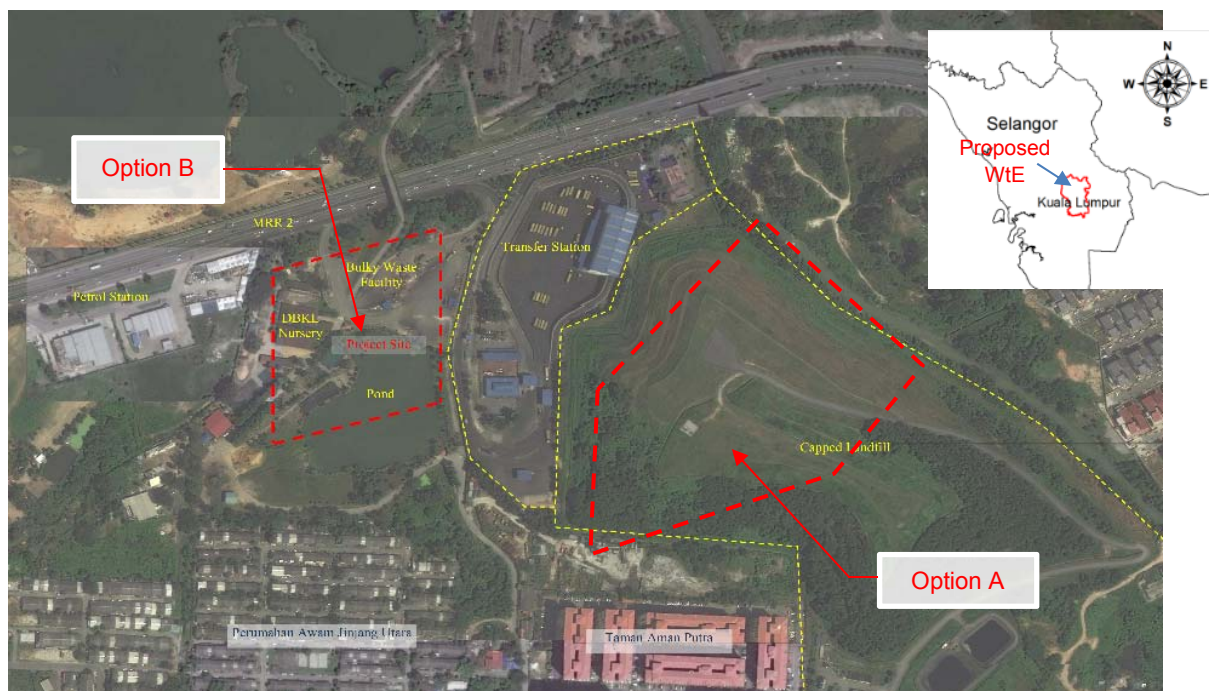 N
W
E
S
Selangor
Proposed
WtE
Kuala Lumpur
Option B
MRR 2
Transfer Station
Bulky Waste
Facility
Petrol Station
DBKL
Nursery
Project Site
Pond
Capped Landfill
Option A
Perumahan Awam Jinjang Utara
Taman Aman Putra